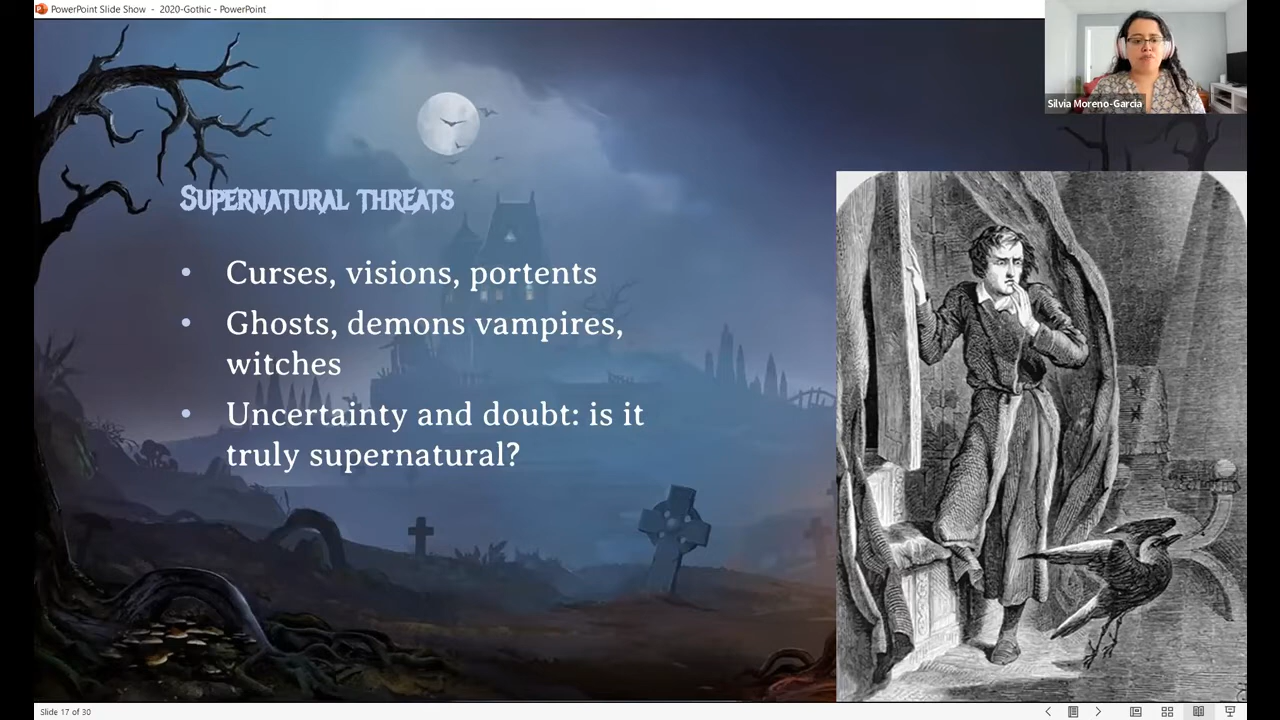 PowerPoint Slide Show - 2020-Gothic - PowerPoint
Silvia Moreno-Garcia
Supernatural threats
• Curses, visions, portents
• Ghosts, demons vampires,
witches
• Uncertainty and doubt: is it
truly supernatural?
Slide 17 of 30